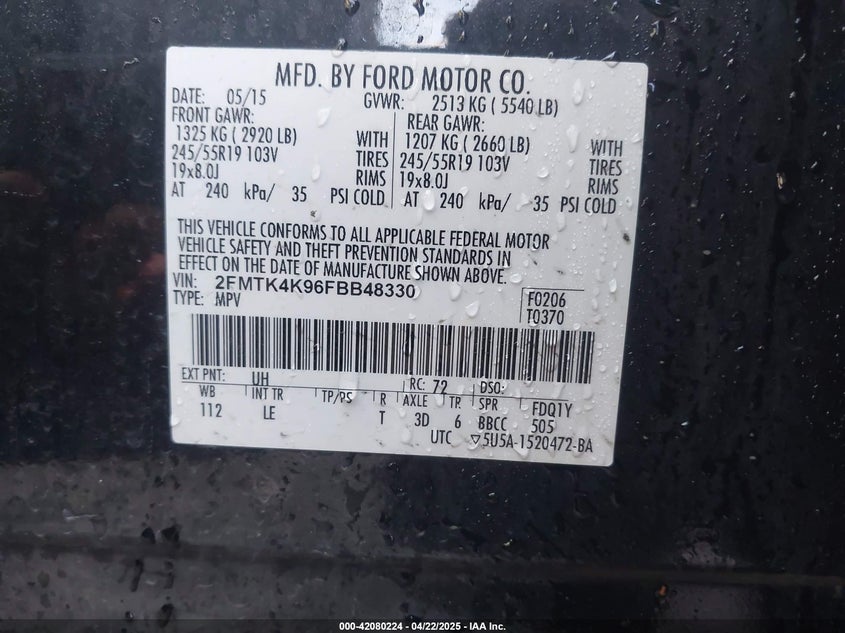 MFD. BY FORD MOTOR CO.
DATE: 05/15 GVWR: 2513 KG ( 5540 LB)
FRONT GAWR: REAR GAWR:
1325 KG ( 2920 LB) WITH 1207 KG ( 2660 LB) WITH
245/55R19 103V TIRES 245/55R19 103V TIRES
19x8.0J RIMS 19x8.0J RIMS
AT 240 kPa/ 35 PSI COLD AT 240 kPa/ 35 PSI COLD
THIS VEHICLE CONFORMS TO ALL APPLICABLE FEDERAL MOTOR
VEHICLE SAFETY AND THEFT PREVENTION STANDARDS IN
EFFECT ON THE DATE OF MANUFACTURE SHOWN ABOVE.
VIN: 2FMTK4K96FBB48330
TYPE: MPV
F0206
T0370
EXT PNT: UH RC: 72 DSO:
WB INT TR TP/PS R AXLE TR SPR FDQ1Y
112 LE T 3D 6 BBCC 505
UTC ▽5U5A-1520472-BA
000-42080224 - 04/22/2025 - IAA Inc.